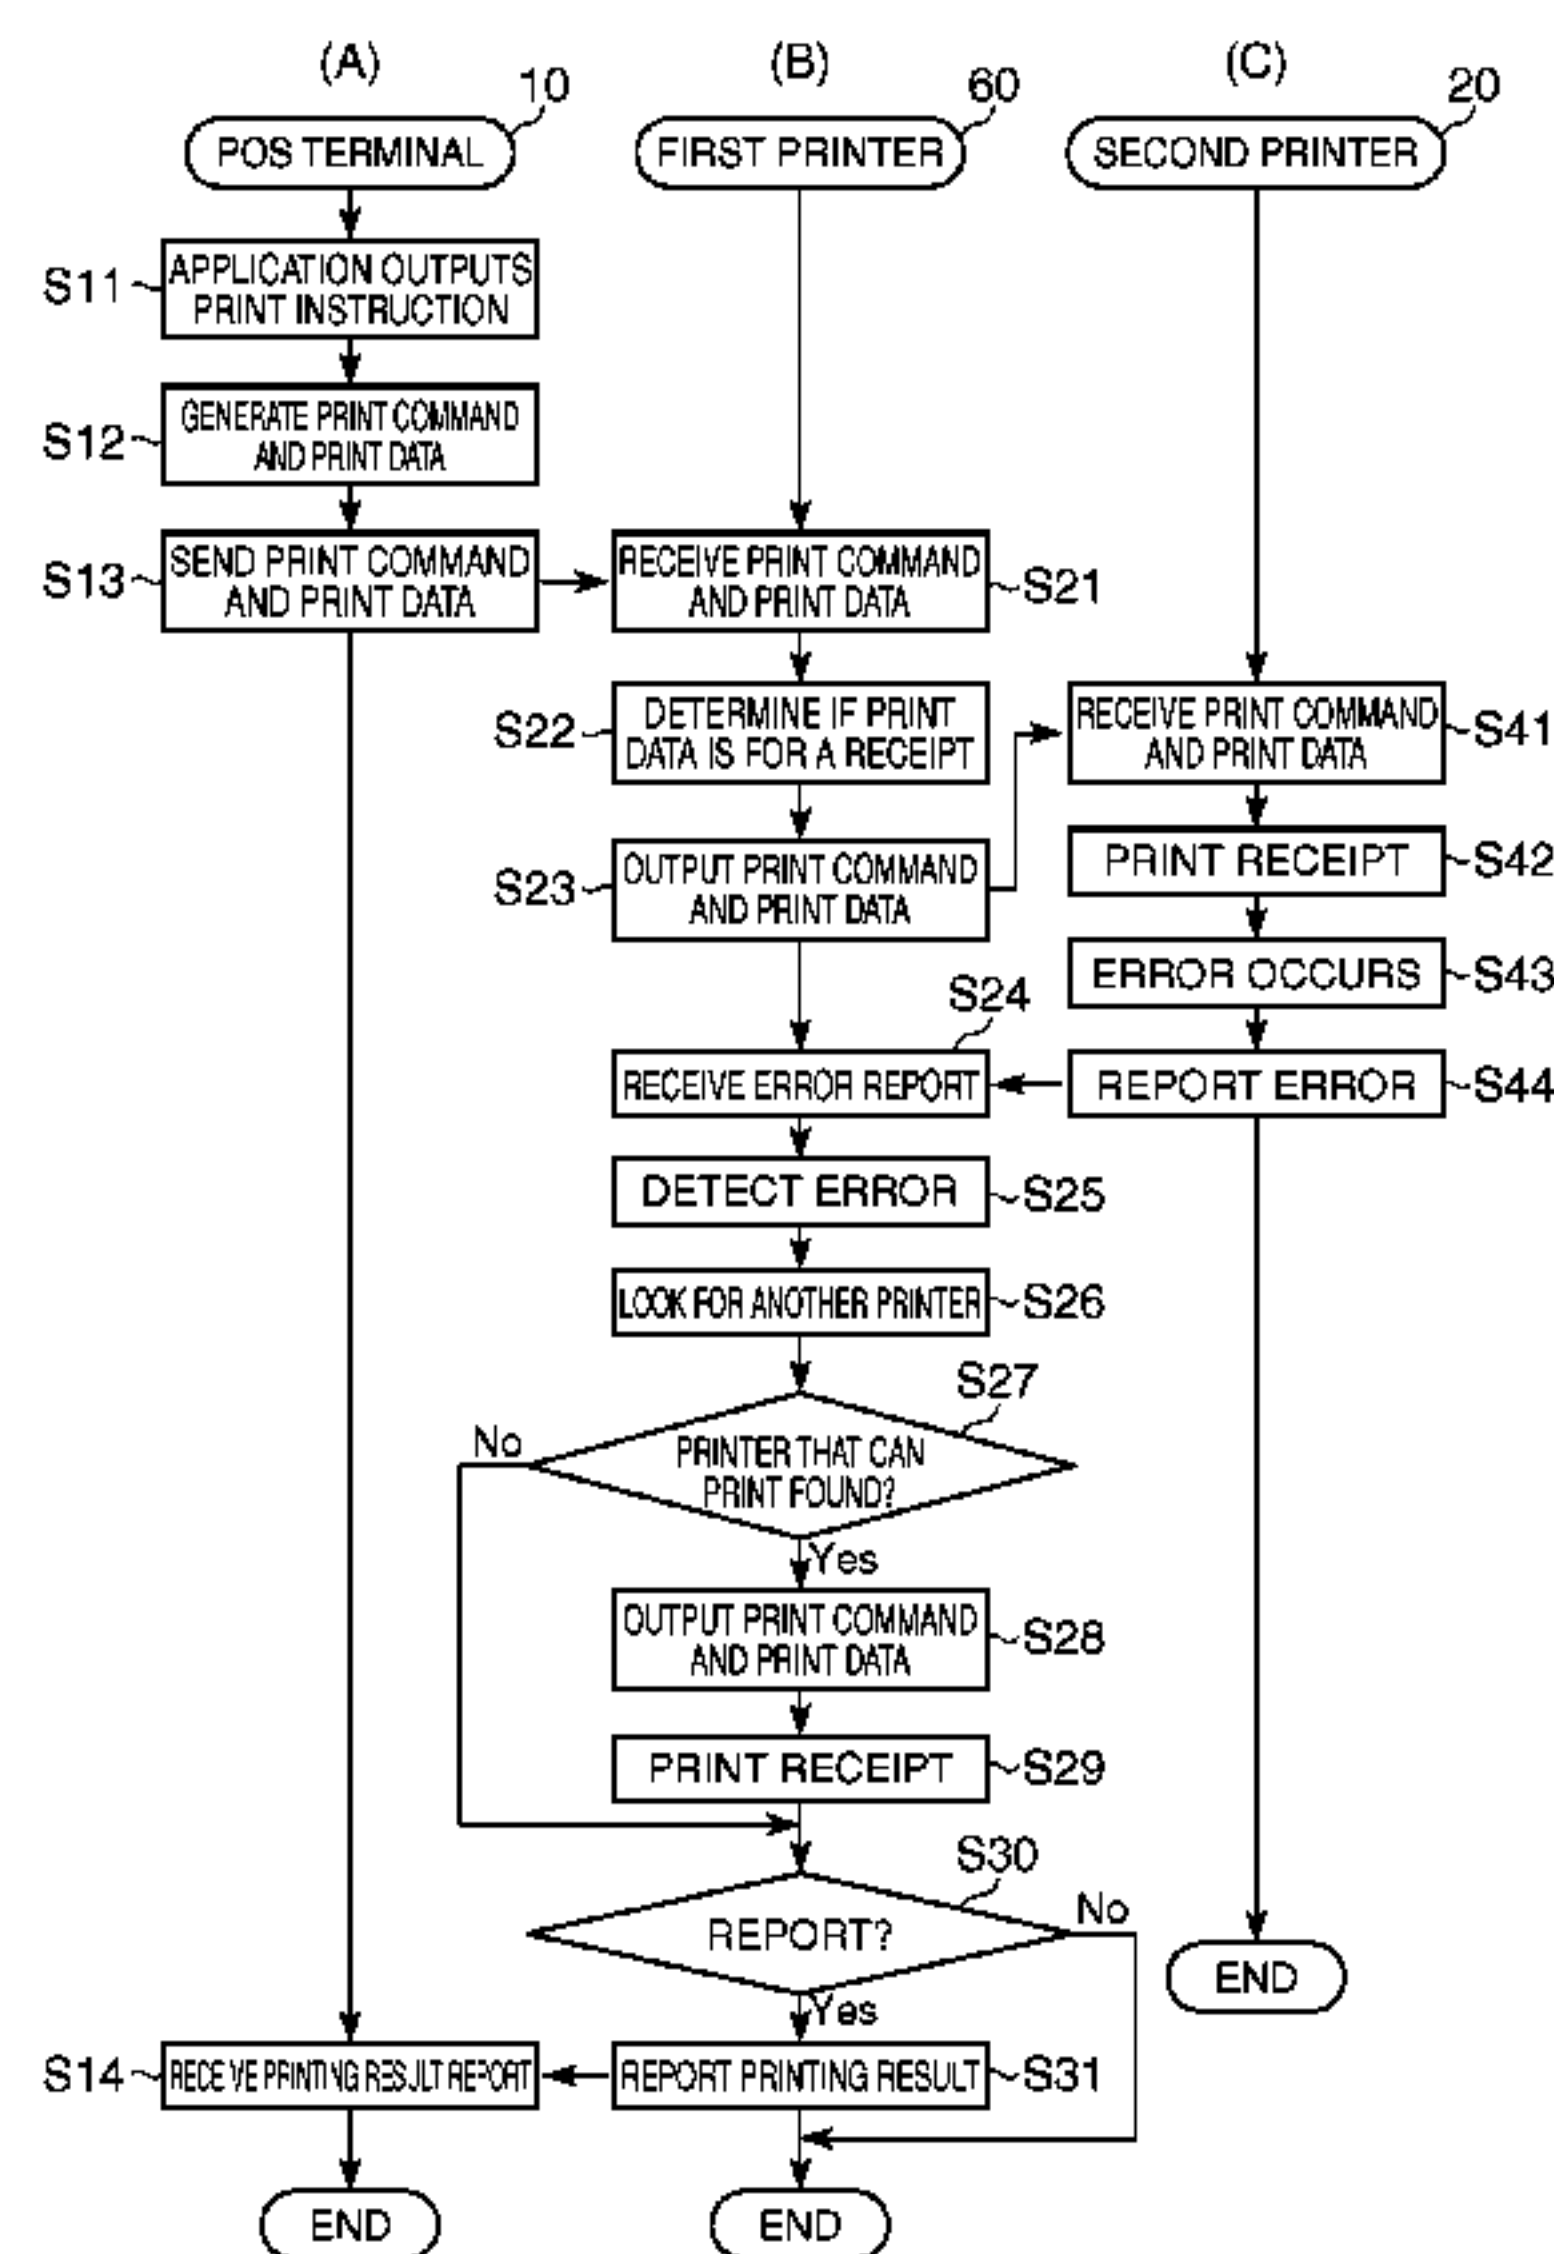 (A)
(B)
(C)
10
60
20
POS TERMINAL
FIRST PRINTER
SECOND PRINTER
S11
APPLICATION OUTPUTS
PRINT INSTRUCTION
S12
GENERATE PRINT COMMAND
AND PRINT DATA
S13
SEND PRINT COMMAND
AND PRINT DATA
RECEIVE PRINT COMMAND
AND PRINT DATA
S21
S22
DETERMINE IF PRINT
DATA IS FOR A RECEIPT
RECEIVE PRINT COMMAND
AND PRINT DATA
S41
S23
OUTPUT PRINT COMMAND
AND PRINT DATA
PRINT RECEIPT
S42
ERROR OCCURS
S43
S24
RECEIVE ERROR REPORT
REPORT ERROR
S44
DETECT ERROR
S25
LOOK FOR ANOTHER PRINTER
S26
S27
No
PRINTER THAT CAN
PRINT FOUND?
Yes
OUTPUT PRINT COMMAND
AND PRINT DATA
S28
PRINT RECEIPT
S29
S30
REPORT?
No
Yes
END
S14
RECEIVE PRINTING RESULT REPORT
REPORT PRINTING RESULT
S31
END
END